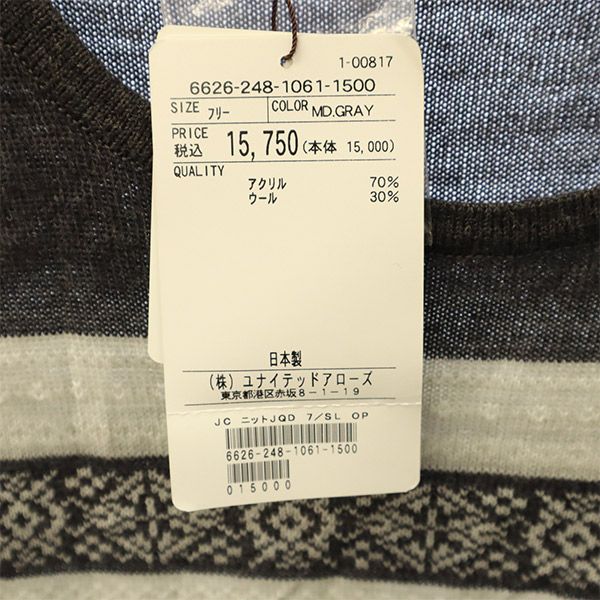 1-00817
6626-248-1061-1500
SIZE フリー COLOR MD.GRAY
PRICE
税込 15,750 (本体 15,000)
QUALITY
アクリル 70%
ウール 30%
日本製
(株) ユナイテッドアローズ
東京都港区赤坂8-1-19
JC ニットJQD 7/SL OP
6626-248-1061-1500
015000